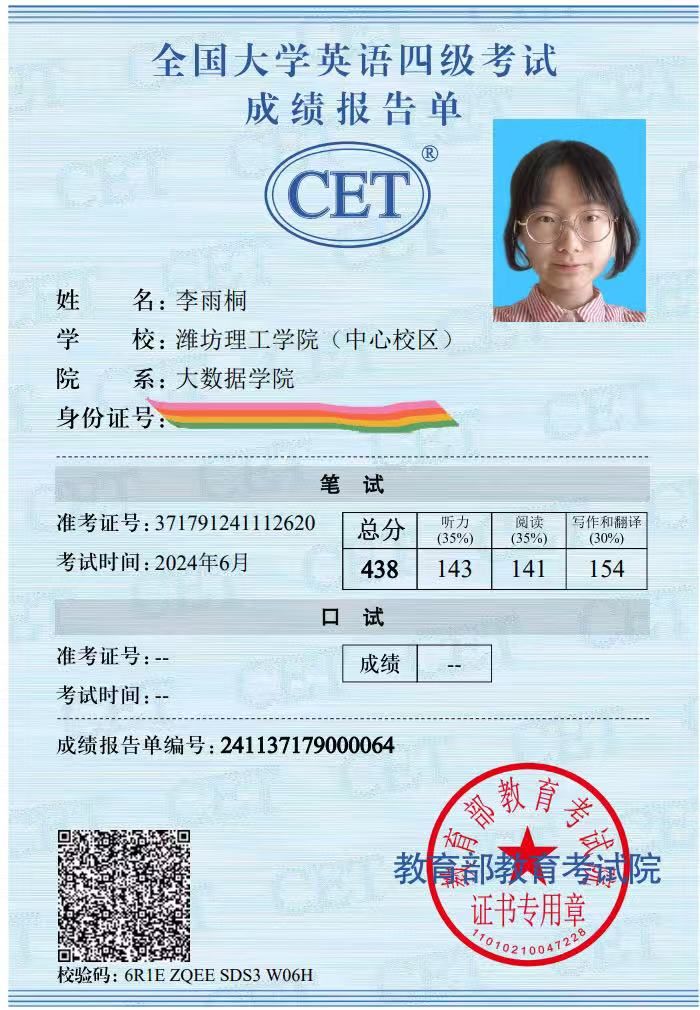 全国大学英语四级考试
成绩报告单
CET®
姓 名：李雨桐
学 校：潍坊理工学院（中心校区）
院 系：大数据学院
身份证号：
笔 试
准考证号：371791241112620
考试时间：2024年6月
总分 听力(35%) 阅读(35%) 写作和翻译(30%)
438 143 141 154
口 试
准考证号：--
考试时间：--
成绩 --
成绩报告单编号：241137179000064
教育部教育考试院
教育部教育考试院
证书专用章
11010210047228
校验码：6R1E ZQEE SDS3 W06H